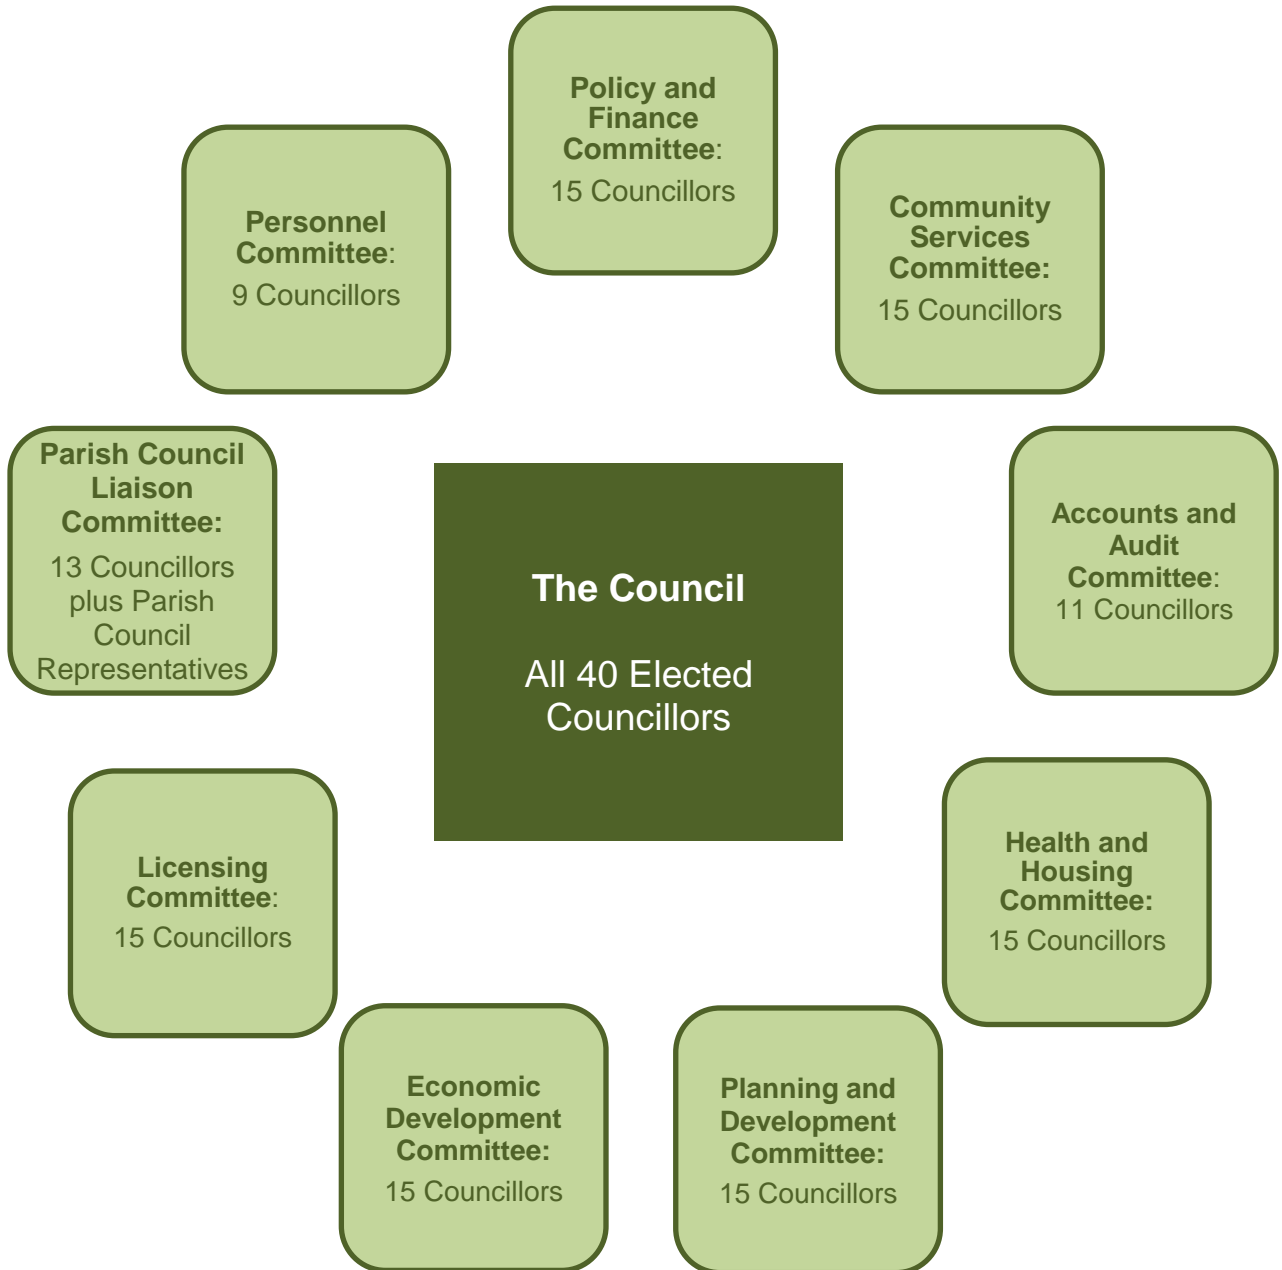 Policy and
Finance
Committee:
15 Councillors
Personnel
Committee:
9 Councillors
Community
Services
Committee:
15 Councillors
Parish Council
Liaison
Committee:
13 Councillors
plus Parish
Council
Representatives
The Council
All 40 Elected
Councillors
Accounts and
Audit
Committee:
11 Councillors
Licensing
Committee:
15 Councillors
Health and
Housing
Committee:
15 Councillors
Economic
Development
Committee:
15 Councillors
Planning and
Development
Committee:
15 Councillors